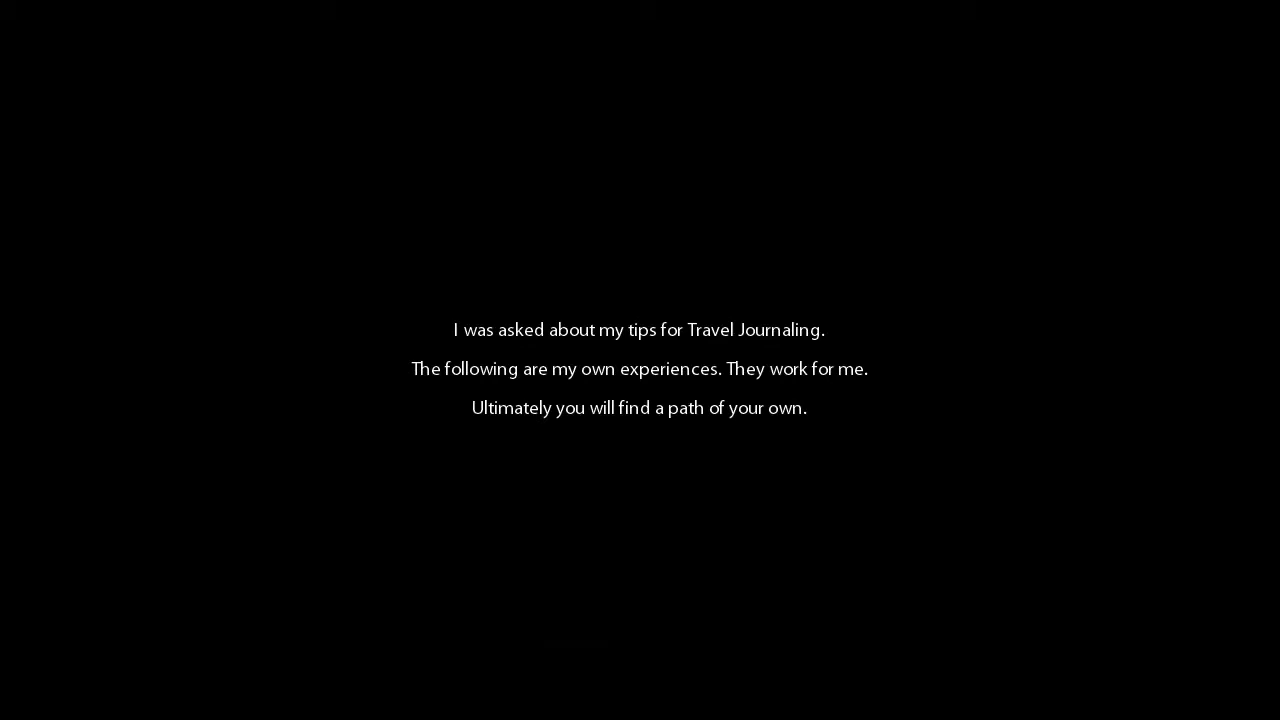 I was asked about my tips for Travel Journaling.
The following are my own experiences. They work for me.
Ultimately you will find a path of your own.